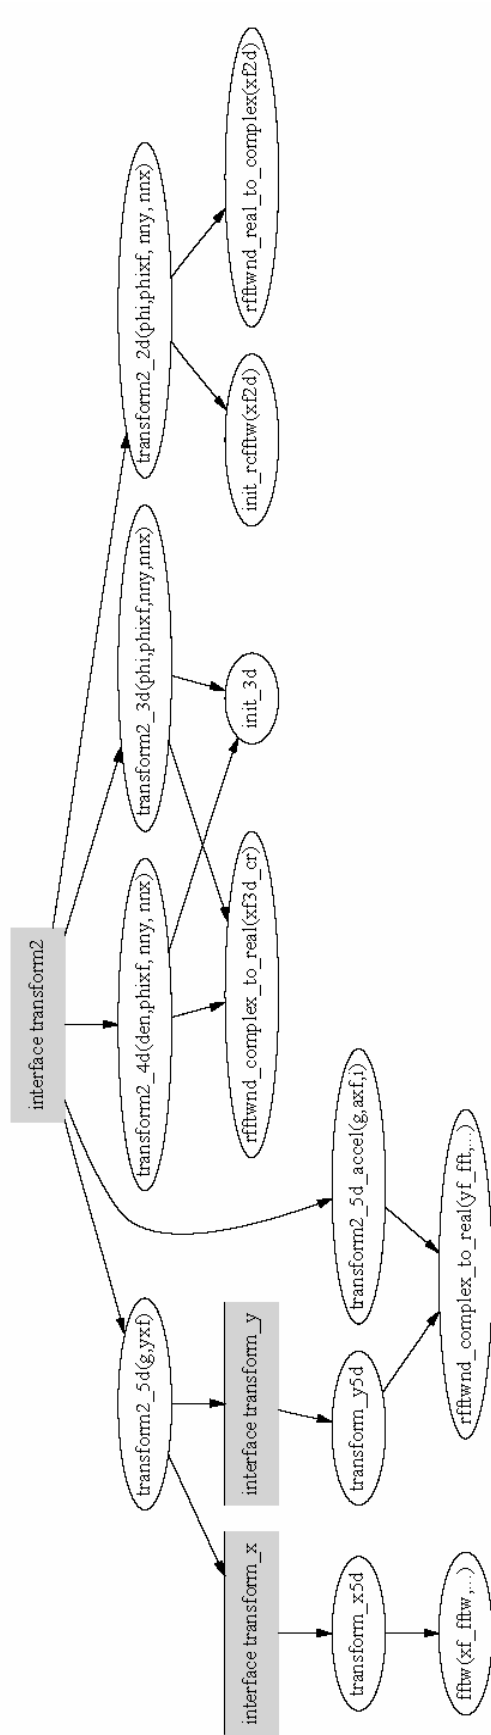 interface transform2
transform2_5d(g,yxf)
transform2_4d(den,phixf, nny, nnx)
transform2_3d(phi,phixf,nny,nnx)
transform2_2d(phi,phixf, nny, nnx)
interface transform_x
interface transform_y
rfftwnd_complex_to_real(xf3d_cr)
init_3d
init_rcfftw(xf2d)
rfftwnd_real_to_complex(xf2d)
transform_x5d
transform_y5d
transform2_5d_accel(g,axf,i)
fftw(xf_fftw,...)
rfftwnd_complex_to_real(yf_fft,...)